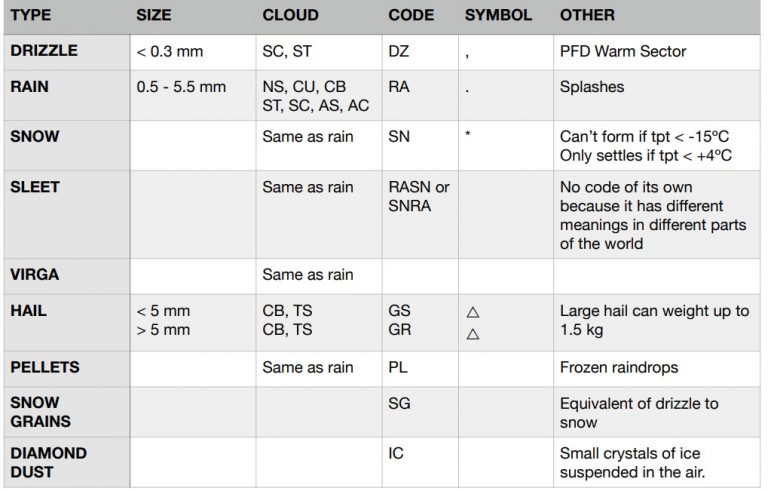 TYPE SIZE CLOUD CODE SYMBOL OTHER
DRIZZLE < 0.3 mm SC, ST DZ , PFD Warm Sector
RAIN 0.5 - 5.5 mm NS, CU, CB RA . Splashes
ST, SC, AS, AC
SNOW Same as rain SN * Can’t form if tpt < -15ºC
Only settles if tpt < +4ºC
SLEET Same as rain RASN or No code of its own
SNRA because it has different
meanings in different parts
of the world
VIRGA Same as rain
HAIL < 5 mm CB, TS GS △ Large hail can weight up to
> 5 mm CB, TS GR △ 1.5 kg
PELLETS Same as rain PL Frozen raindrops
SNOW SG Equivalent of drizzle to
GRAINS snow
DIAMOND IC Small crystals of ice
DUST suspended in the air.